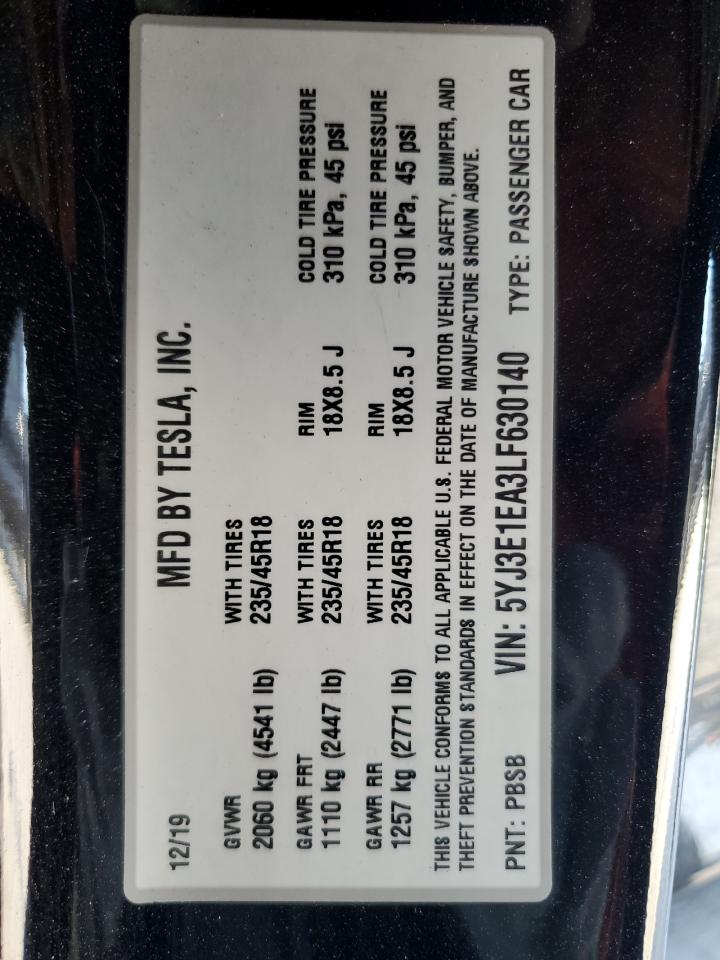 12/19 MFD BY TESLA, INC.
GVWR WITH TIRES
2060 kg (4541 lb) 235/45R18
GAWR FRT WITH TIRES RIM COLD TIRE PRESSURE
1110 kg (2447 lb) 235/45R18 18X8.5 J 310 kPa, 45 psi
GAWR RR WITH TIRES RIM COLD TIRE PRESSURE
1257 kg (2771 lb) 235/45R18 18X8.5 J 310 kPa, 45 psi
THIS VEHICLE CONFORMS TO ALL APPLICABLE U.S. FEDERAL MOTOR VEHICLE SAFETY, BUMPER, AND
THEFT PREVENTION STANDARDS IN EFFECT ON THE DATE OF MANUFACTURE SHOWN ABOVE.
PNT: PBSB VIN: 5YJ3E1EA3LF630140 TYPE: PASSENGER CAR